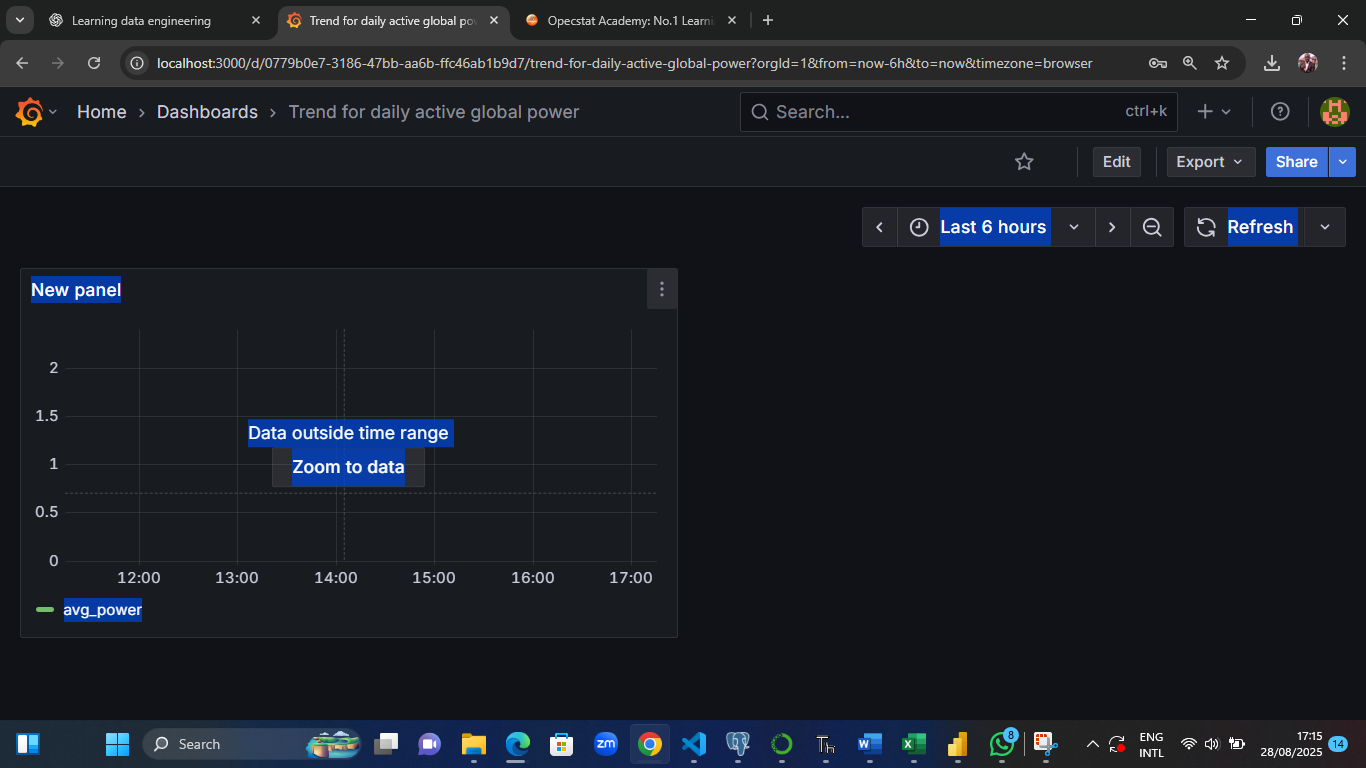 Learning data engineering
Trend for daily active global po
Opecstat Academy: No.1 Learni
localhost:3000/d/0779b0e7-3186-47bb-aa6b-ffc46ab1b9d7/trend-for-daily-active-global-power?orgId=1&from=now-6h&to=now&timezone=browser
Home > Dashboards > Trend for daily active global power
Search... ctrl+k
Edit Export Share
Last 6 hours Refresh
New panel
2
1.5
Data outside time range
1
Zoom to data
0.5
0
12:00 13:00 14:00 15:00 16:00 17:00
avg_power
Search
zm
8
ENG
INTL
17:15
28/08/2025
14